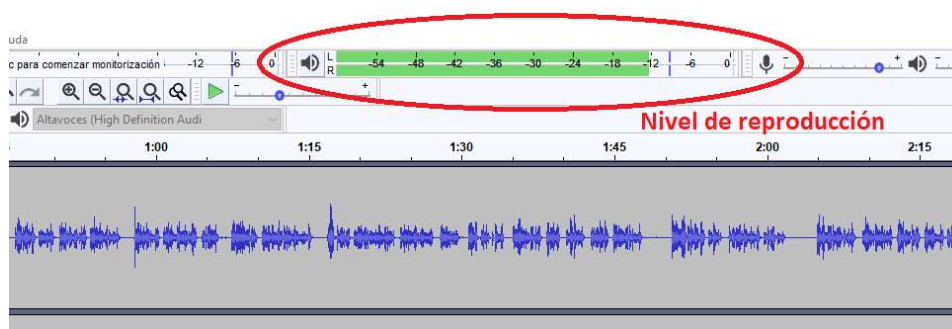 uda
c para comenzar monitorización -12 -6 0
L -54 -48 -42 -36 -30 -24 -18 -12 -6 0
R
- +
- +
Altavoces (High Definition Audi
Nivel de reproducción
1:00 1:15 1:30 1:45 2:00 2:15